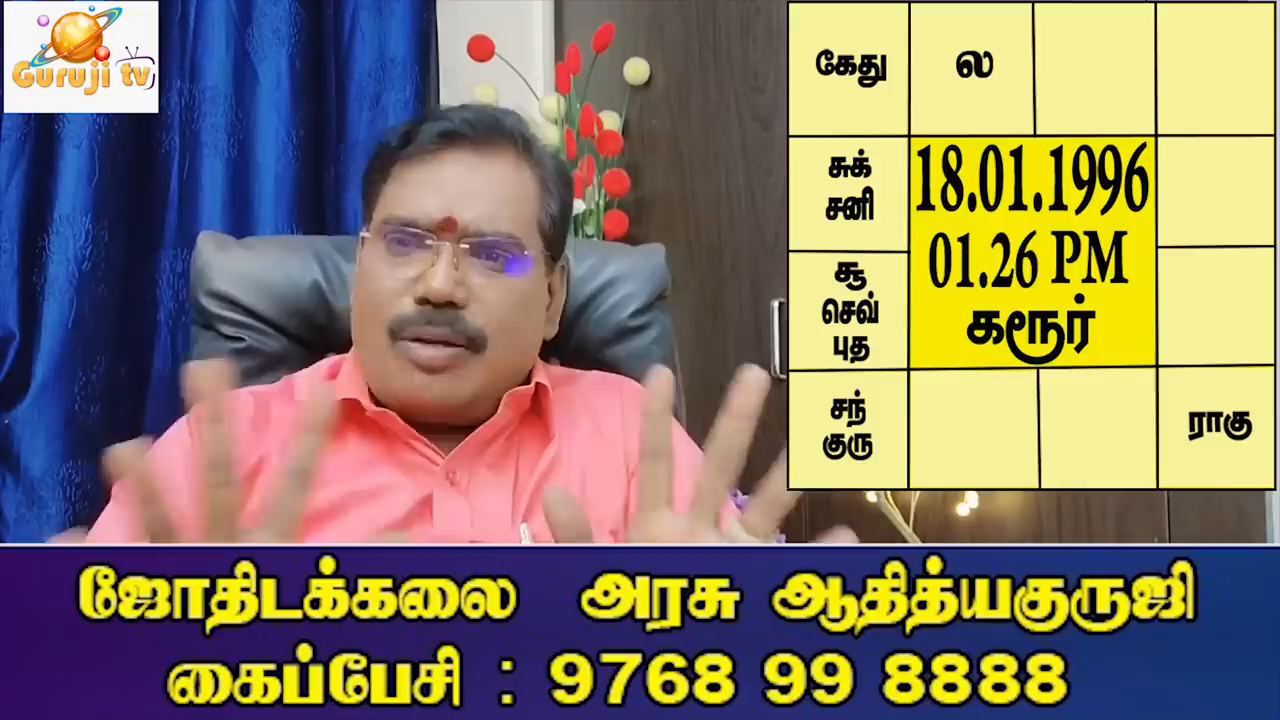 Guruji tv
கேது
ல
சுக்
சனி
18.01.1996
01.26 PM
கரூர்
சூ
செவ்
புத
சந்
குரு
ராகு
ஜோதிடக்கலை அரசு ஆதித்யகுருஜி
கைப்பேசி : 9768 99 8888